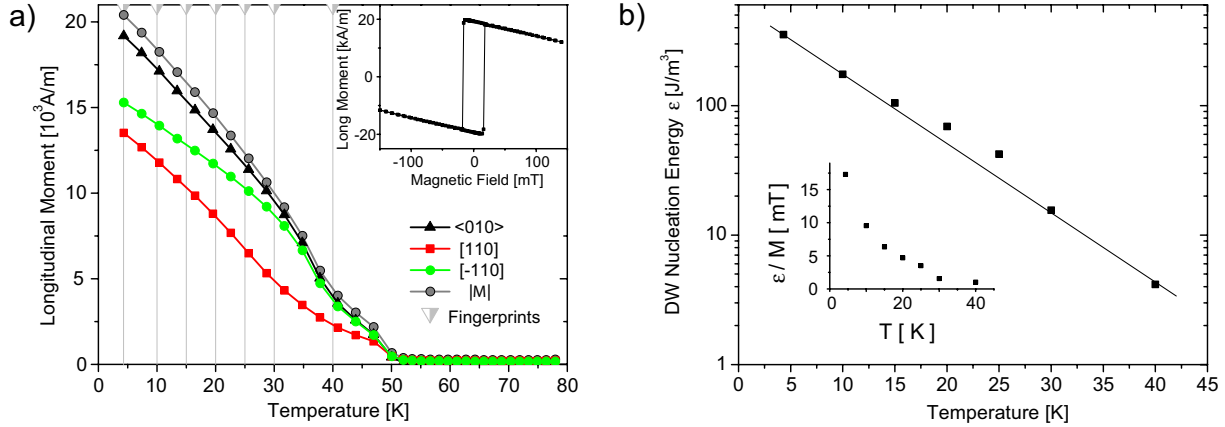 a)
Longitudinal Moment [10³A/m]
20
15
10
5
0
0 10 20 30 40 50 60 70 80
Temperature [K]
Long Moment [kA/m]
20
0
-20
-100 0 100
Magnetic Field [mT]
<010>
[110]
[-110]
|M|
Fingerprints
b)
DW Nucleation Energy ε [J/m³]
100
10
1
0 5 10 15 20 25 30 35 40 45
Temperature [K]
ε / M [ mT]
15
10
5
0
0 20 40
T [ K ]